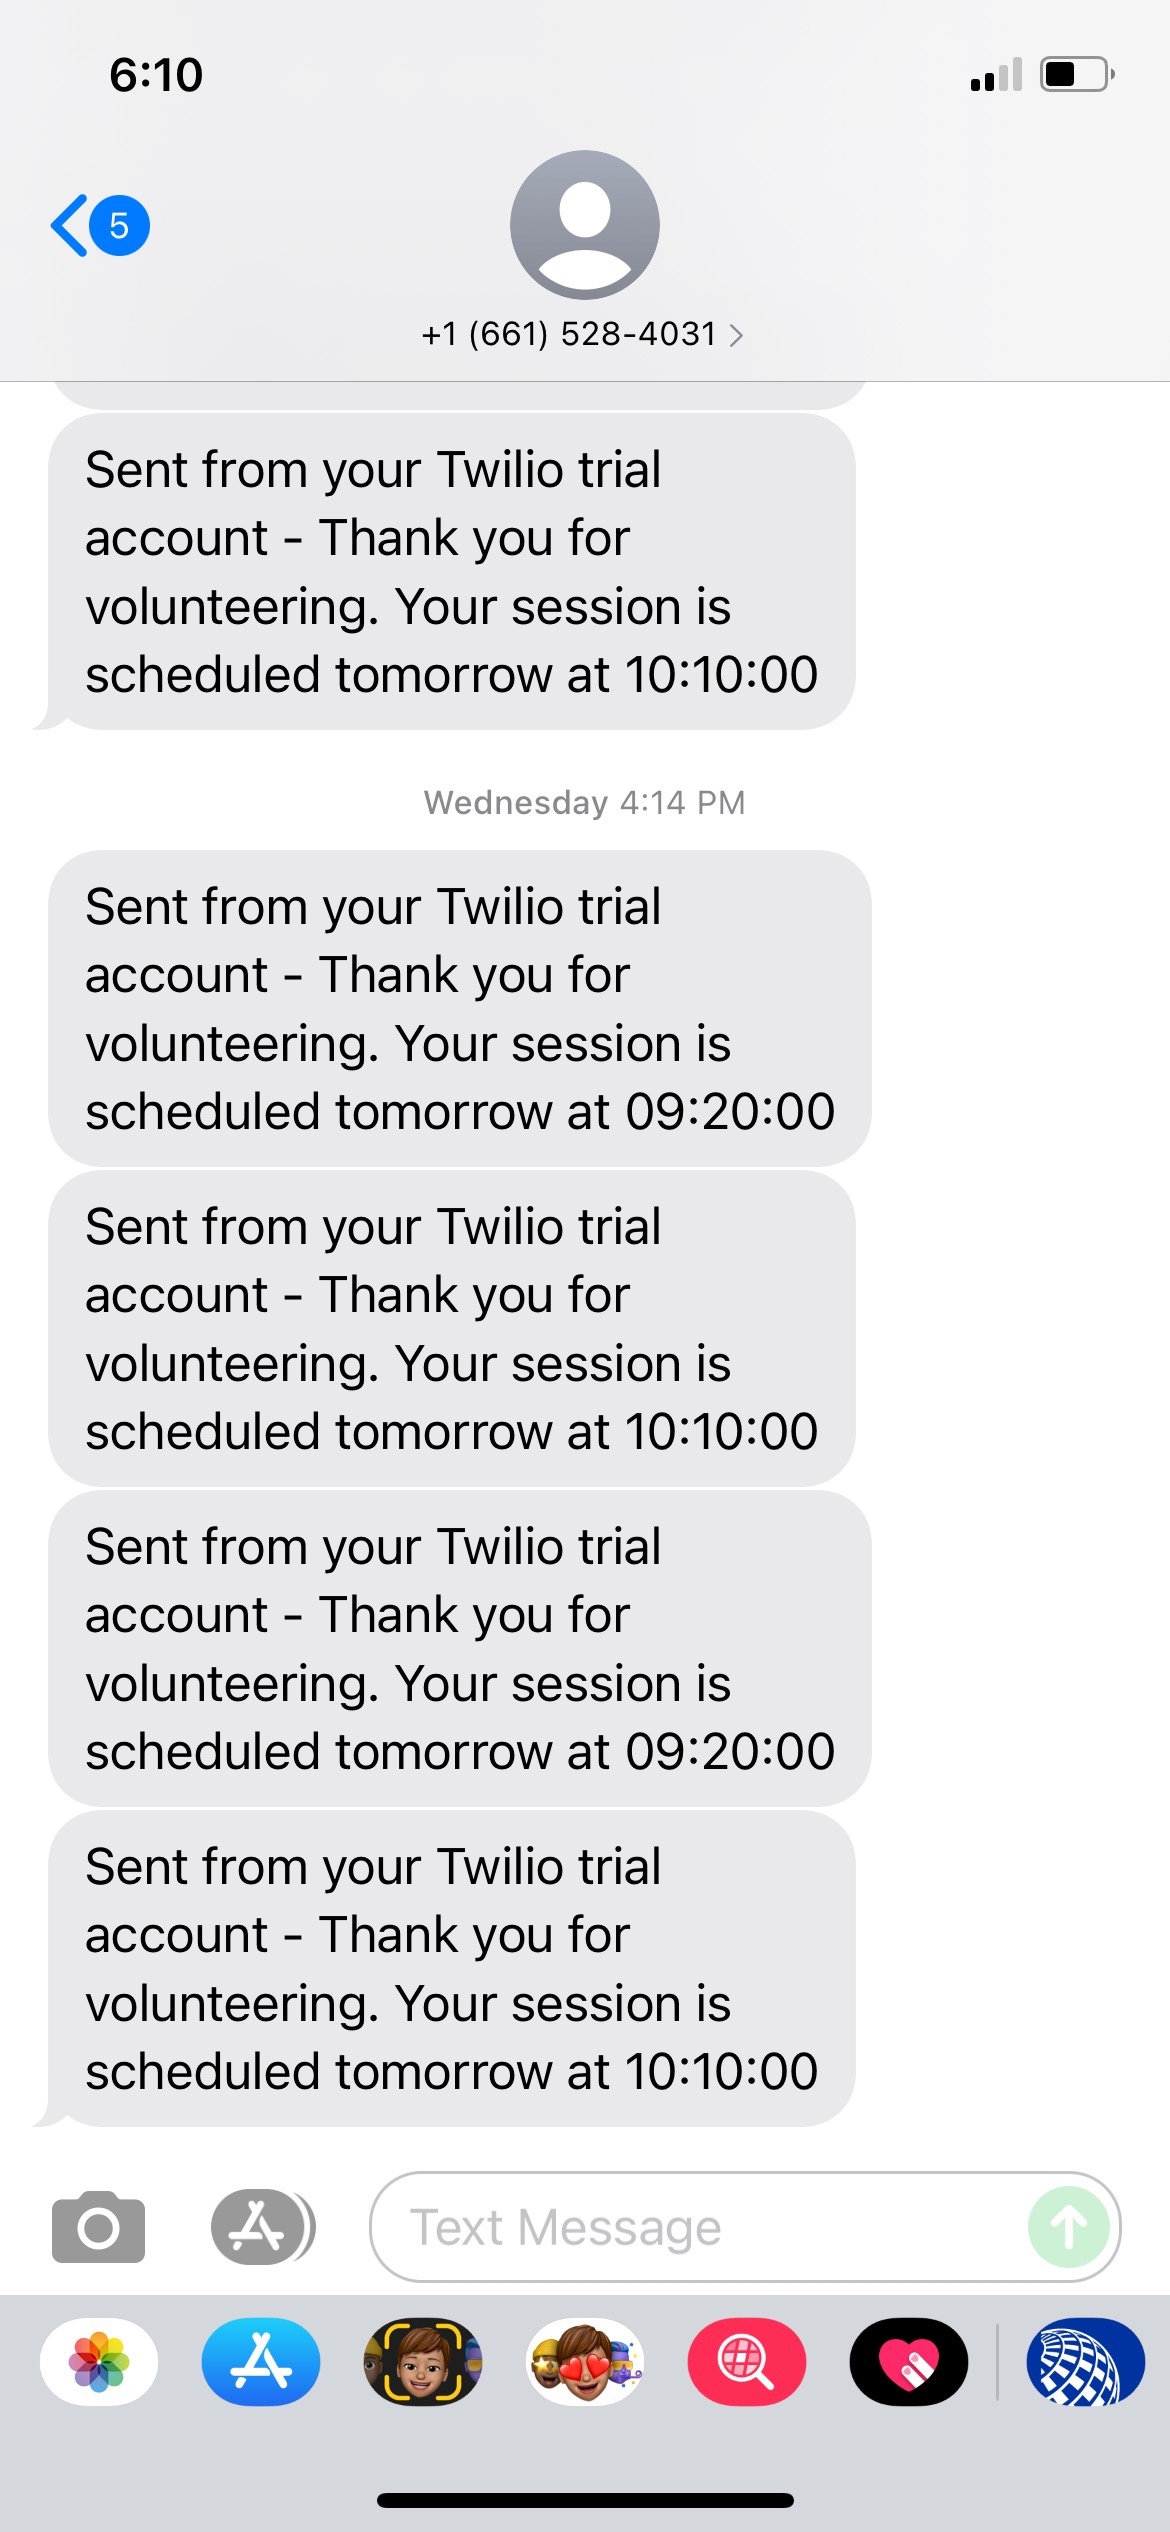 6:10
5
+1 (661) 528-4031
Sent from your Twilio trial
account - Thank you for
volunteering. Your session is
scheduled tomorrow at 10:10:00
Wednesday 4:14 PM
Sent from your Twilio trial
account - Thank you for
volunteering. Your session is
scheduled tomorrow at 09:20:00
Sent from your Twilio trial
account - Thank you for
volunteering. Your session is
scheduled tomorrow at 10:10:00
Sent from your Twilio trial
account - Thank you for
volunteering. Your session is
scheduled tomorrow at 09:20:00
Sent from your Twilio trial
account - Thank you for
volunteering. Your session is
scheduled tomorrow at 10:10:00
Text Message